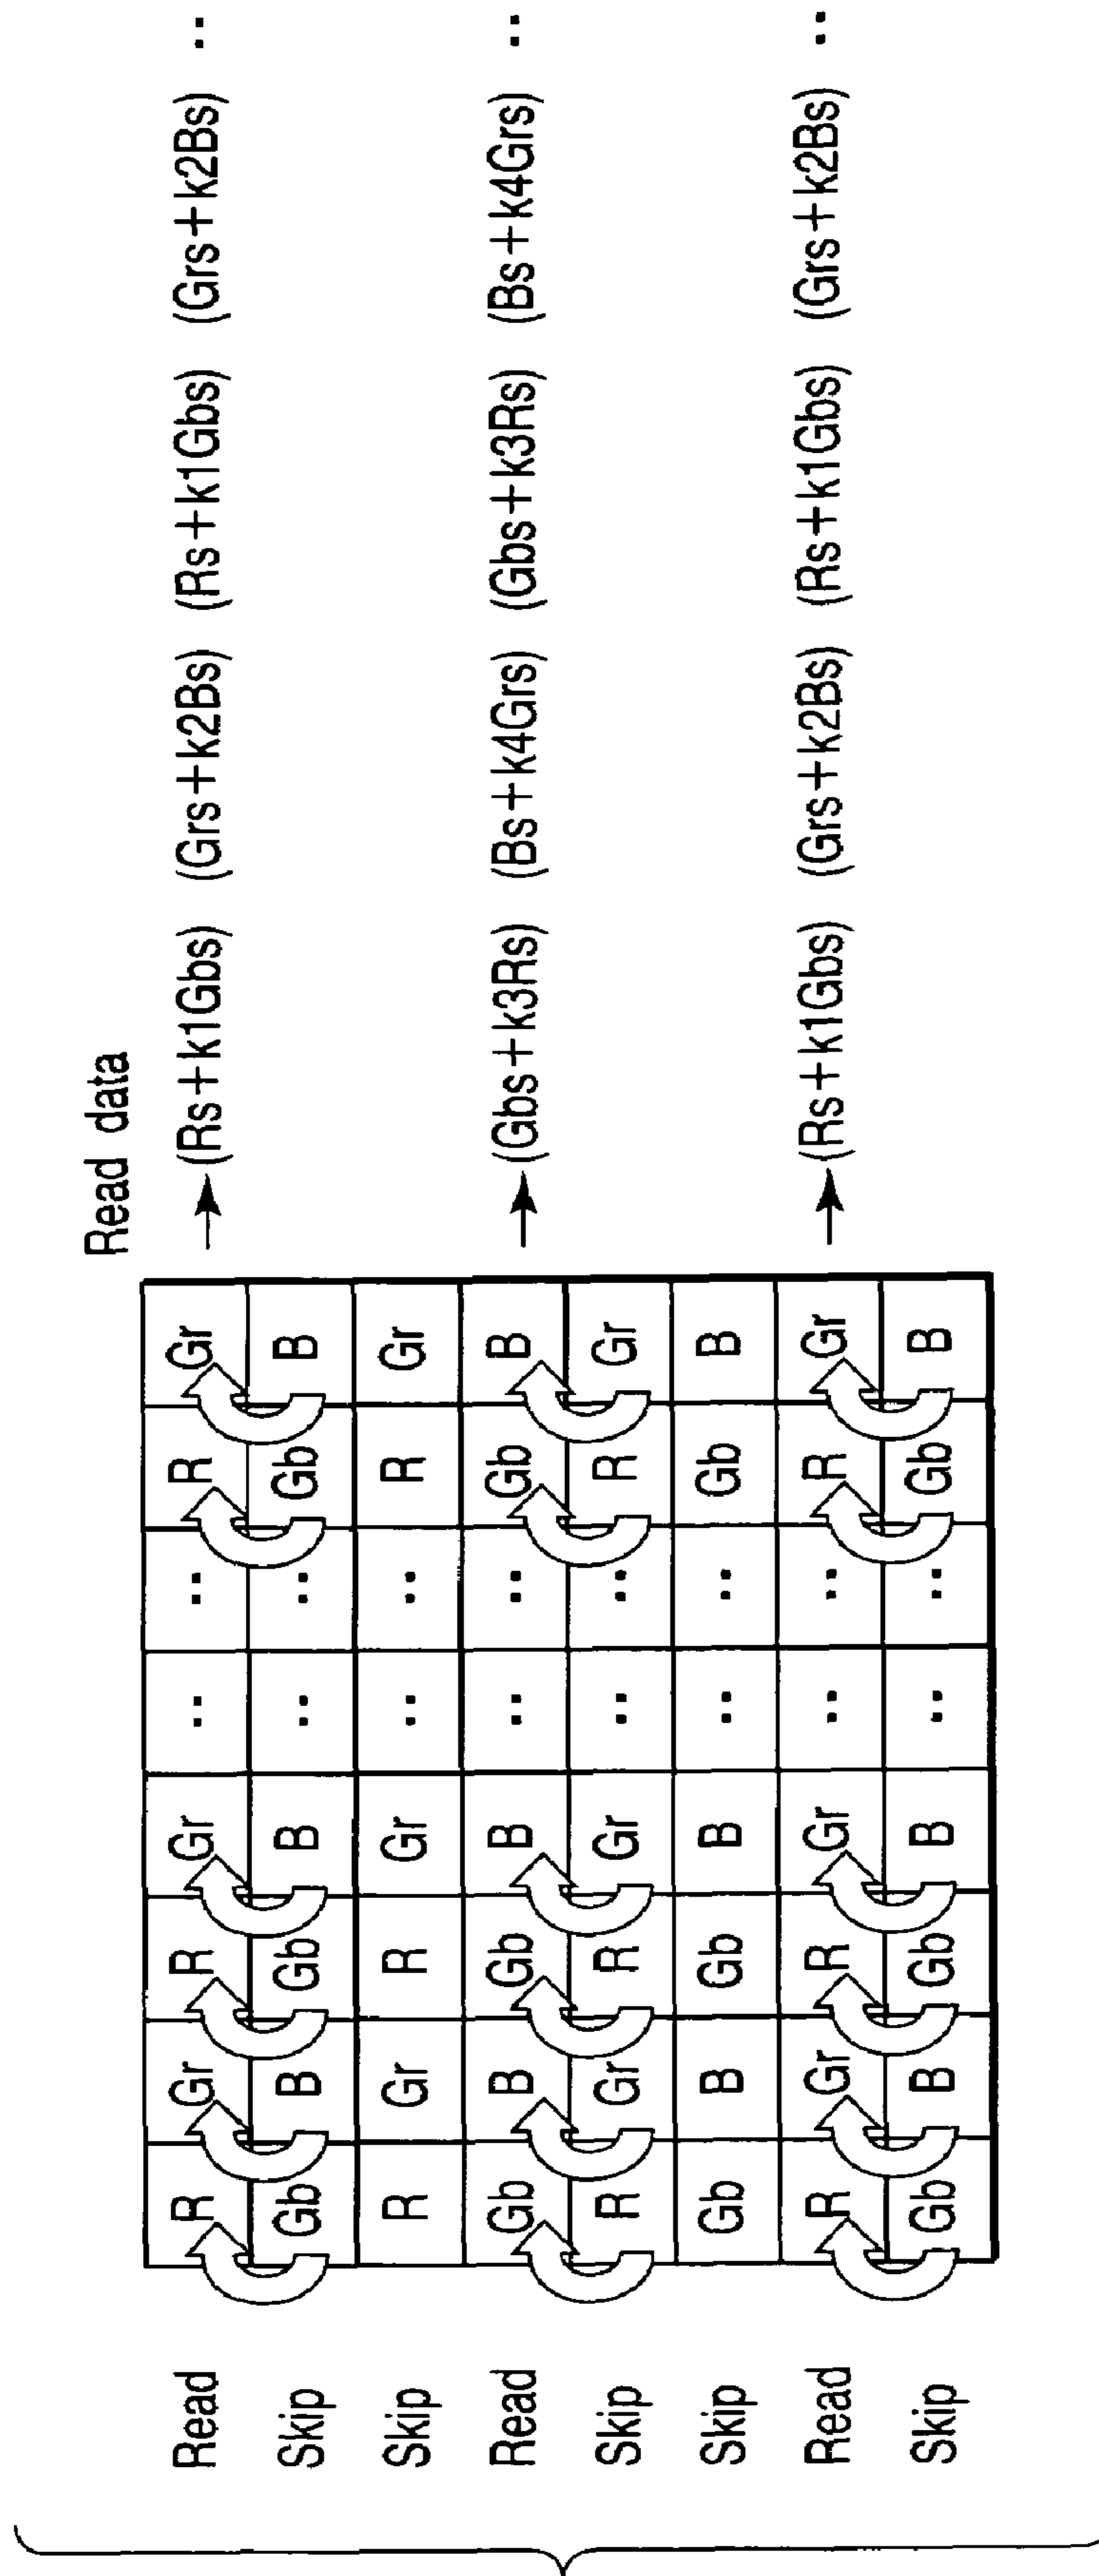 Read data
Read R Gr R Gr : : R Gr (Rs+k1Gbs) (Grs+k2Bs) (Rs+k1Gbs) (Grs+k2Bs) :
Skip Gb B Gb B : : Gb B
Skip R Gr R Gr : : R Gr
Read Gb B Gb B : : Gb B (Gbs+k3Rs) (Bs+k4Grs) (Gbs+k3Rs) (Bs+k4Grs) :
Skip R Gr R Gr : : R Gr
Skip Gb B Gb B : : Gb B
Read R Gr R Gr : : R Gr (Rs+k1Gbs) (Grs+k2Bs) (Rs+k1Gbs) (Grs+k2Bs) :
Skip Gb B Gb B : : Gb B